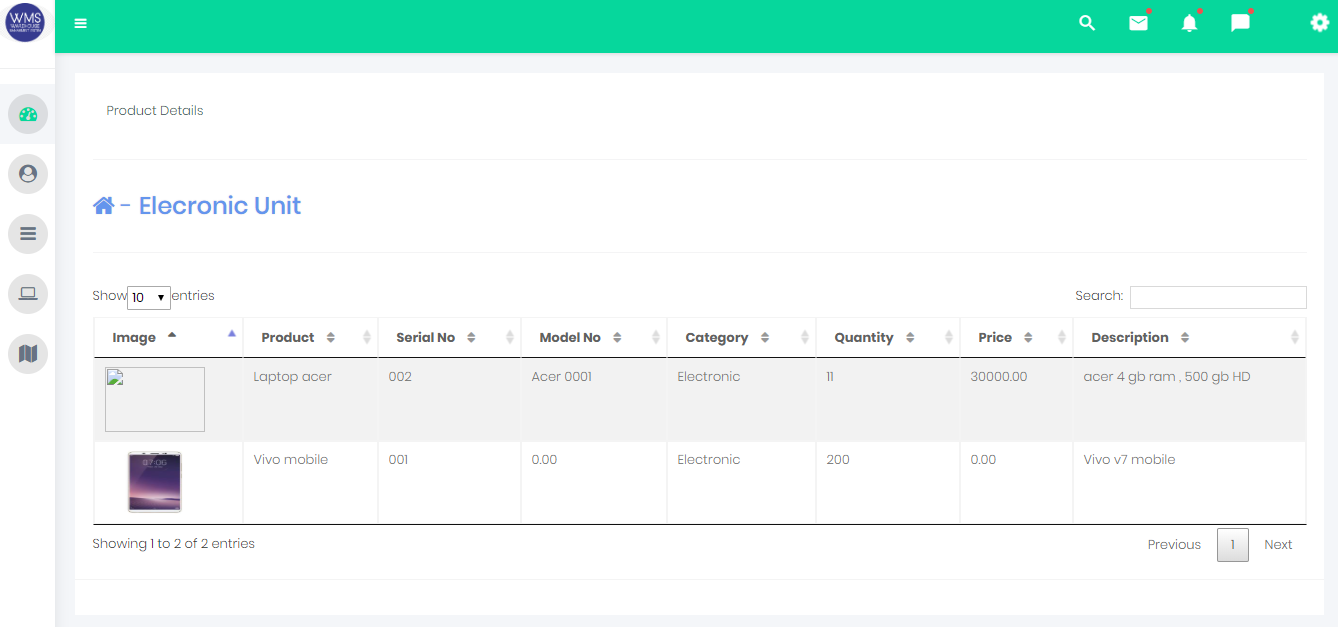 WMS
WAREHOUSE
MANAGEMENT SYSTEM
Product Details
- Elecronic Unit
Show 10 entries
Search:
Image Product Serial No Model No Category Quantity Price Description
Laptop acer 002 Acer 0001 Electronic 11 30000.00 acer 4 gb ram , 500 gb HD
Vivo mobile 001 0.00 Electronic 200 0.00 Vivo v7 mobile
Showing 1 to 2 of 2 entries
Previous 1 Next